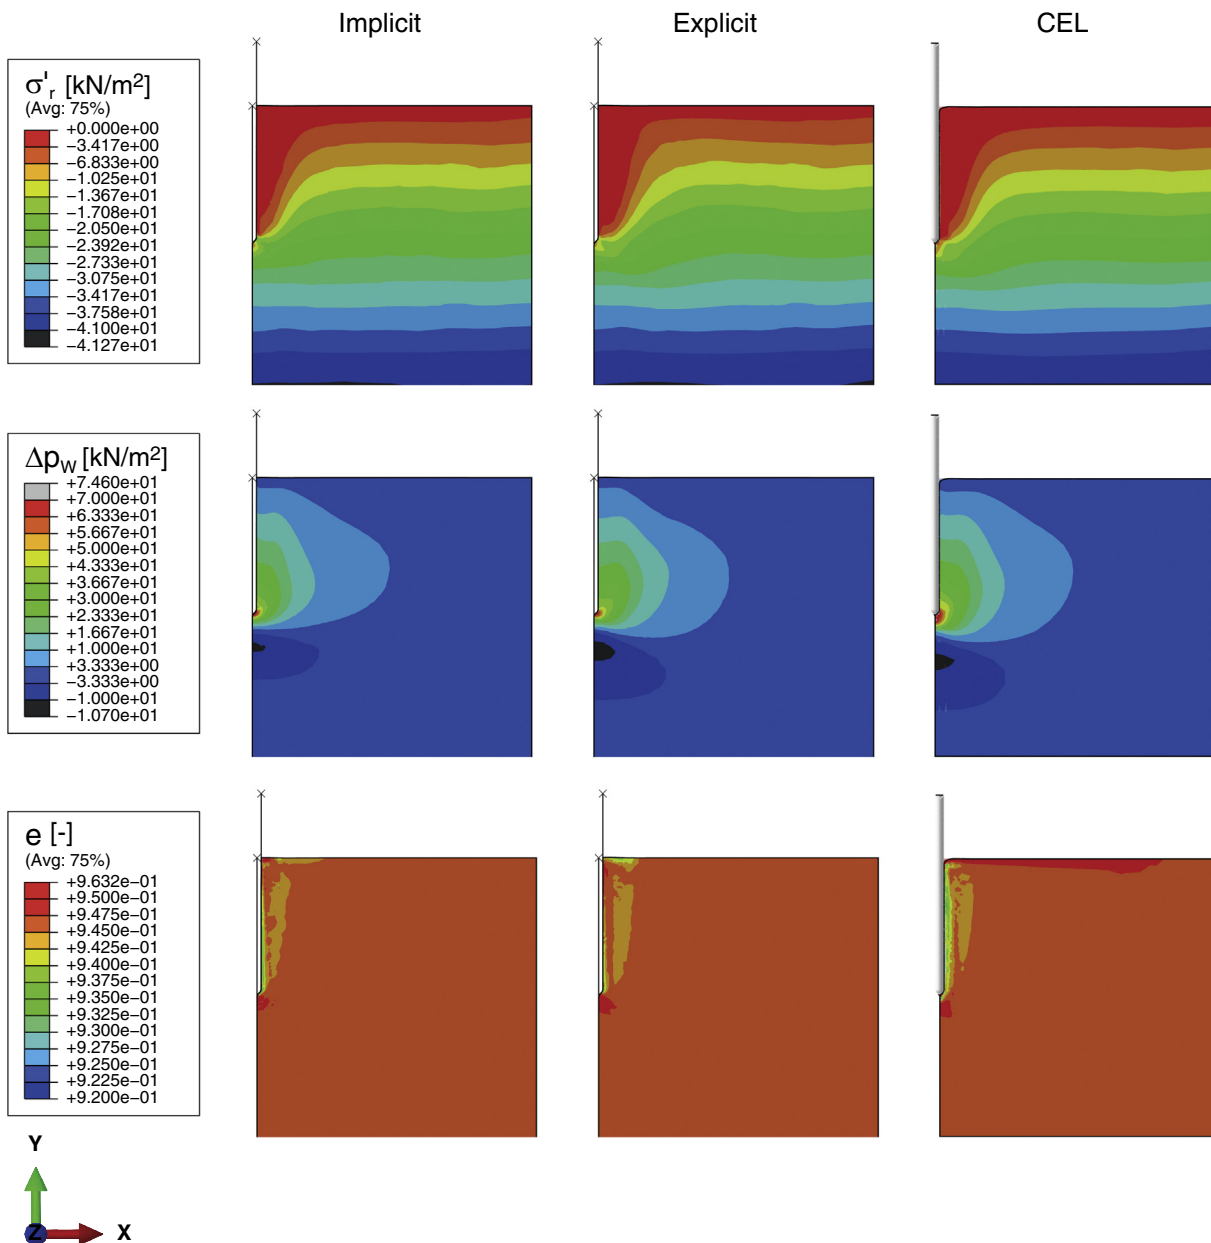 Implicit
Explicit
CEL
σ'r [kN/m²]
(Avg: 75%)
+0.000e+00
−3.417e+00
−6.833e+00
−1.025e+01
−1.367e+01
−1.708e+01
−2.050e+01
−2.392e+01
−2.733e+01
−3.075e+01
−3.417e+01
−3.758e+01
−4.100e+01
−4.127e+01
Δpw [kN/m²]
+7.460e+01
+7.000e+01
+6.333e+01
+5.667e+01
+5.000e+01
+4.333e+01
+3.667e+01
+3.000e+01
+2.333e+01
+1.667e+01
+1.000e+01
+3.333e+00
−3.333e+00
−1.000e+01
−1.070e+01
e [-]
(Avg: 75%)
+9.632e−01
+9.500e−01
+9.475e−01
+9.450e−01
+9.425e−01
+9.400e−01
+9.375e−01
+9.350e−01
+9.325e−01
+9.300e−01
+9.275e−01
+9.250e−01
+9.225e−01
+9.200e−01
Y
Z
X